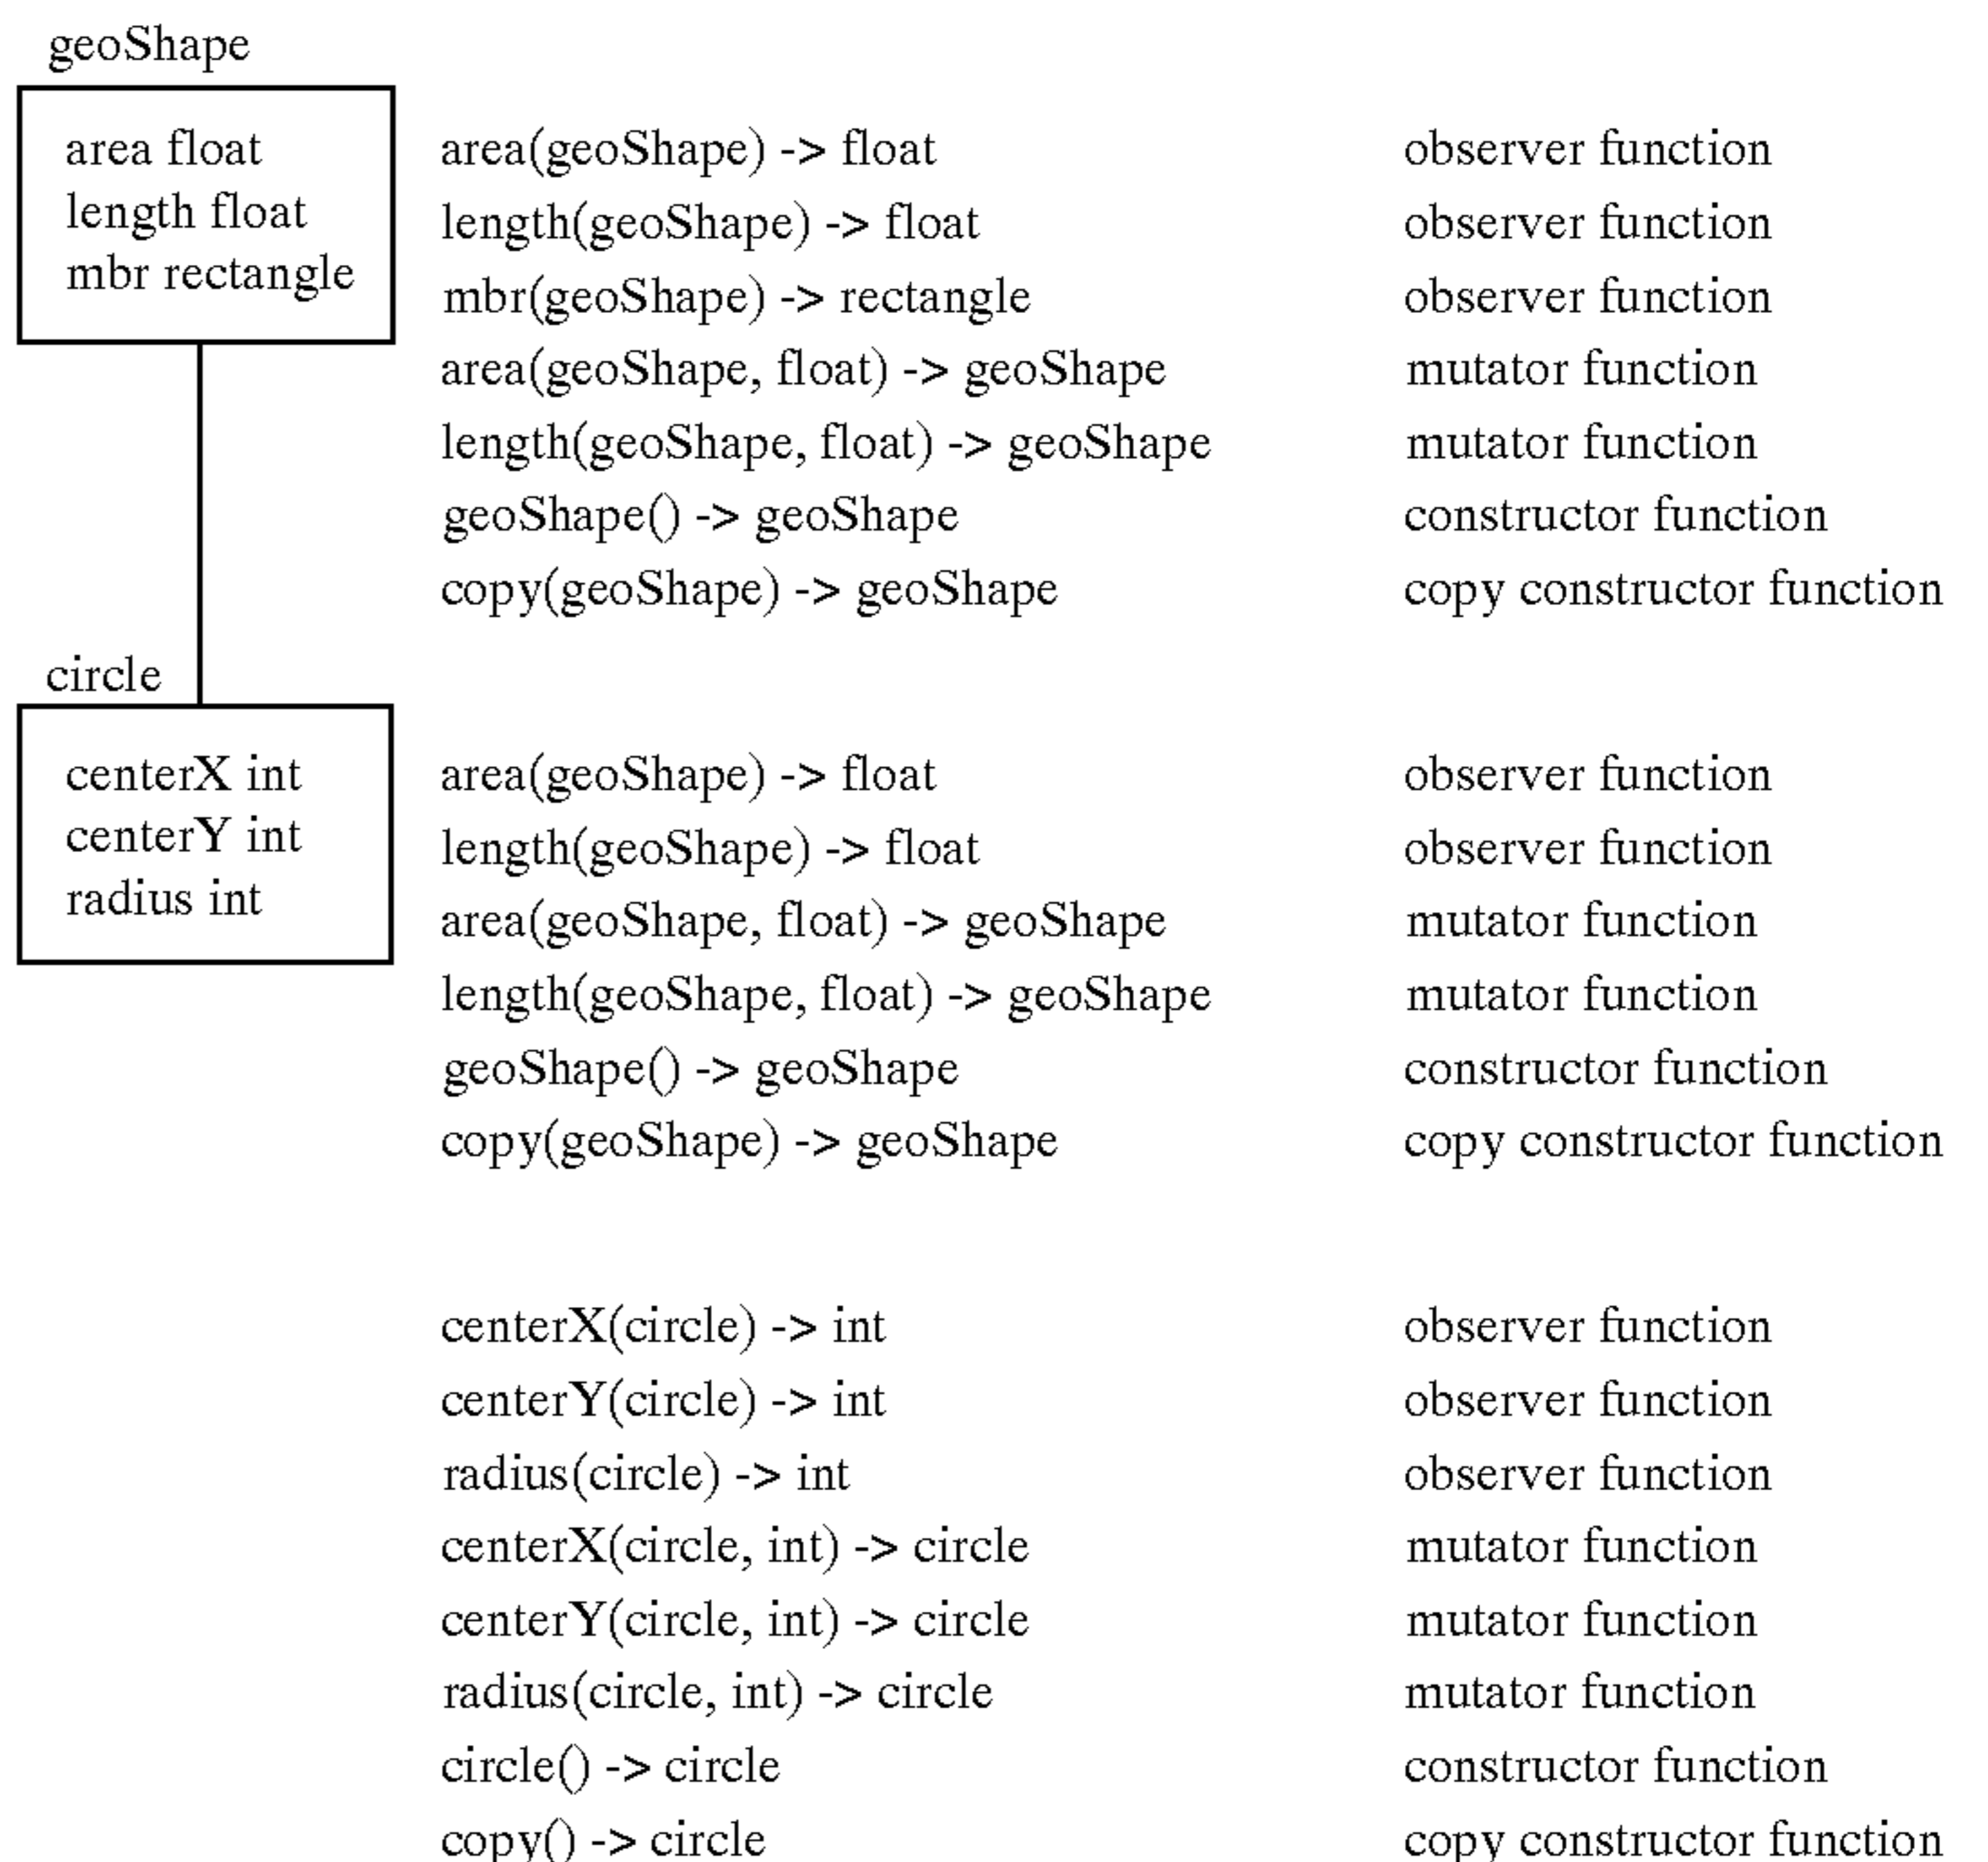 geoShape
area float
length float
mbr rectangle
area(geoShape) -> float observer function
length(geoShape) -> float observer function
mbr(geoShape) -> rectangle observer function
area(geoShape, float) -> geoShape mutator function
length(geoShape, float) -> geoShape mutator function
geoShape() -> geoShape constructor function
copy(geoShape) -> geoShape copy constructor function
circle
centerX int
centerY int
radius int
area(geoShape) -> float observer function
length(geoShape) -> float observer function
area(geoShape, float) -> geoShape mutator function
length(geoShape, float) -> geoShape mutator function
geoShape() -> geoShape constructor function
copy(geoShape) -> geoShape copy constructor function
centerX(circle) -> int observer function
centerY(circle) -> int observer function
radius(circle) -> int observer function
centerX(circle, int) -> circle mutator function
centerY(circle, int) -> circle mutator function
radius(circle, int) -> circle mutator function
circle() -> circle constructor function
copy() -> circle copy constructor function